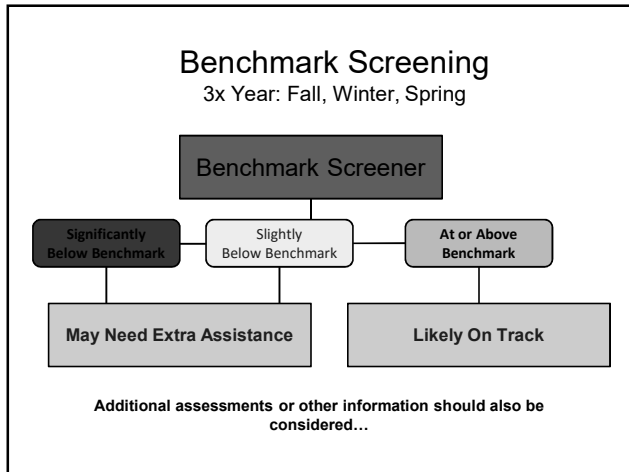 Benchmark Screening
3x Year: Fall, Winter, Spring
Benchmark Screener
Significantly
Below Benchmark
Slightly
Below Benchmark
At or Above
Benchmark
May Need Extra Assistance
Likely On Track
Additional assessments or other information should also be
considered…